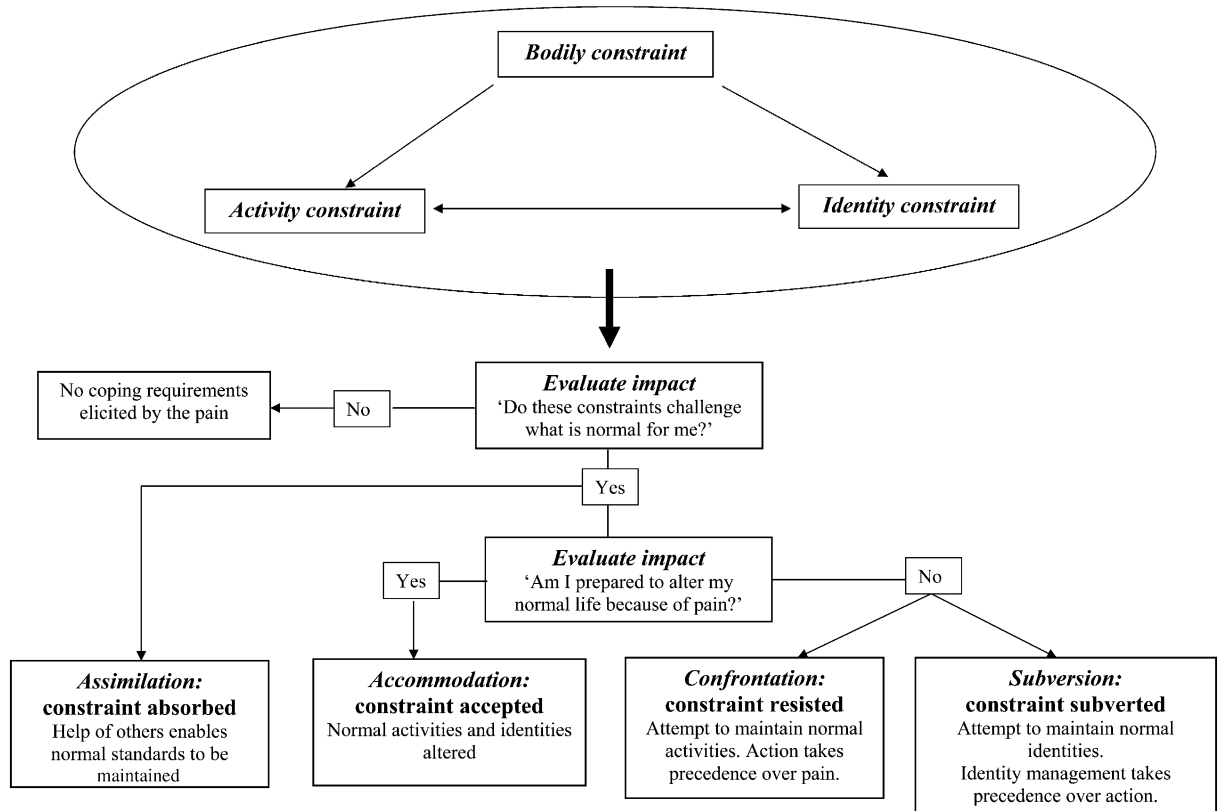 Bodily constraint
Activity constraint
Identity constraint
Evaluate impact
‘Do these constraints challenge
what is normal for me?’
No
No coping requirements
elicited by the pain
Yes
Evaluate impact
‘Am I prepared to alter my
normal life because of pain?’
Yes
No
Assimilation:
constraint absorbed
Help of others enables
normal standards to be
maintained
Accommodation:
constraint accepted
Normal activities and identities
altered
Confrontation:
constraint resisted
Attempt to maintain normal
activities. Action takes
precedence over pain.
Subversion:
constraint subverted
Attempt to maintain normal
identities.
Identity management takes
precedence over action.